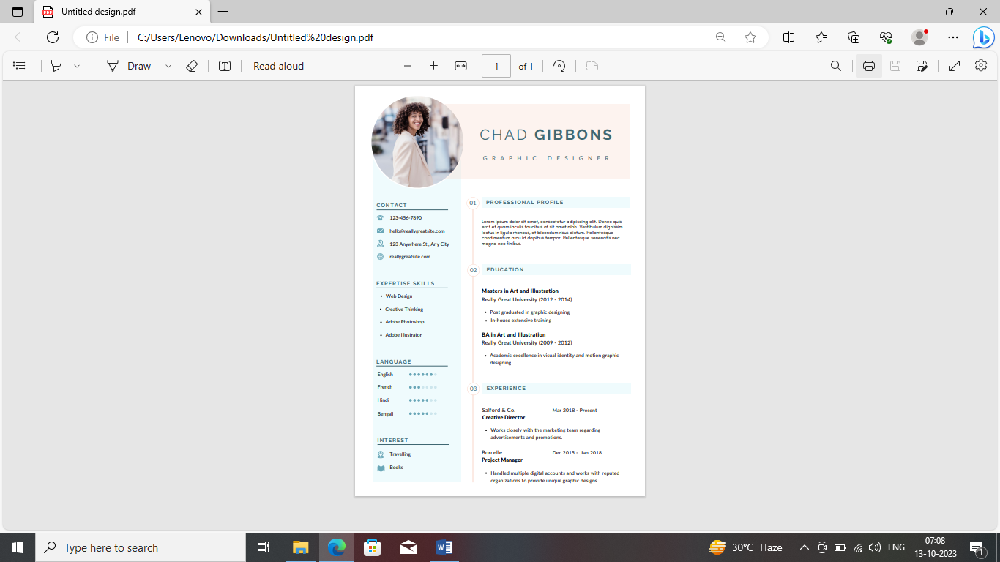 Untitled design.pdf
File
C:/Users/Lenovo/Downloads/Untitled%20design.pdf
Draw
Read aloud
1 of 1
CHAD GIBBONS
GRAPHIC DESIGNER
CONTACT
123-456-7890
hello@reallygreatsite.com
123 Anywhere St., Any City
reallygreatsite.com
EXPERTISE SKILLS
• Web Design
• Creative Thinking
• Adobe Photoshop
• Adobe Illustrator
LANGUAGE
English
French
Hindi
Bengali
INTEREST
Travelling
Books
01 PROFESSIONAL PROFILE
Lorem ipsum dolor sit amet, consectetur adipiscing elit. Donec quis
erat et quam iaculis faucibus at sit amet nibh. Vestibulum dignissim
lectus in ligula rhoncus, et bibendum risus dictum. Pellentesque
condimentum arcu id dapibus tempor. Pellentesque venenatis nec
magna nec finibus.
02 EDUCATION
Masters in Art and Illustration
Really Great University (2012 - 2014)
• Post graduated in graphic designing
• In-house extensive training
BA in Art and Illustration
Really Great University (2009 - 2012)
• Academic excellence in visual identity and motion graphic
designing.
03 EXPERIENCE
Salford & Co. Mar 2018 - Present
Creative Director
• Works closely with the marketing team regarding
advertisements and promotions.
Borcelle Dec 2015 - Jan 2018
Project Manager
• Handled multiple digital accounts and works with reputed
organizations to provide unique graphic designs.
Type here to search
30°C Haze
ENG
07:08
13-10-2023
1